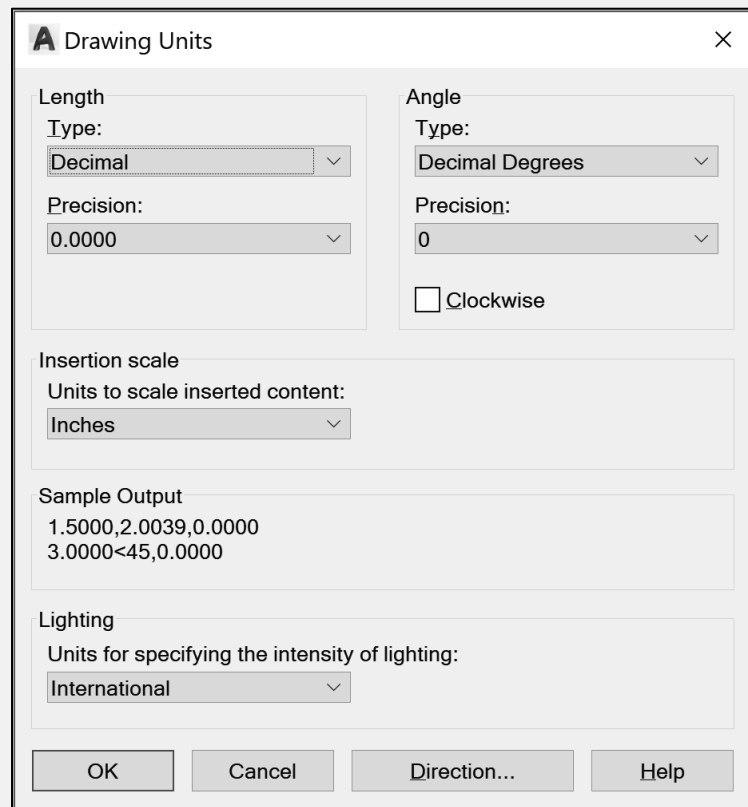 Drawing Units
Length
Type:
Decimal
Precision:
0.0000
Angle
Type:
Decimal Degrees
Precision:
0
Clockwise
Insertion scale
Units to scale inserted content:
Inches
Sample Output
1.5000,2.0039,0.0000
3.0000<45,0.0000
Lighting
Units for specifying the intensity of lighting:
International
OK Cancel Direction... Help